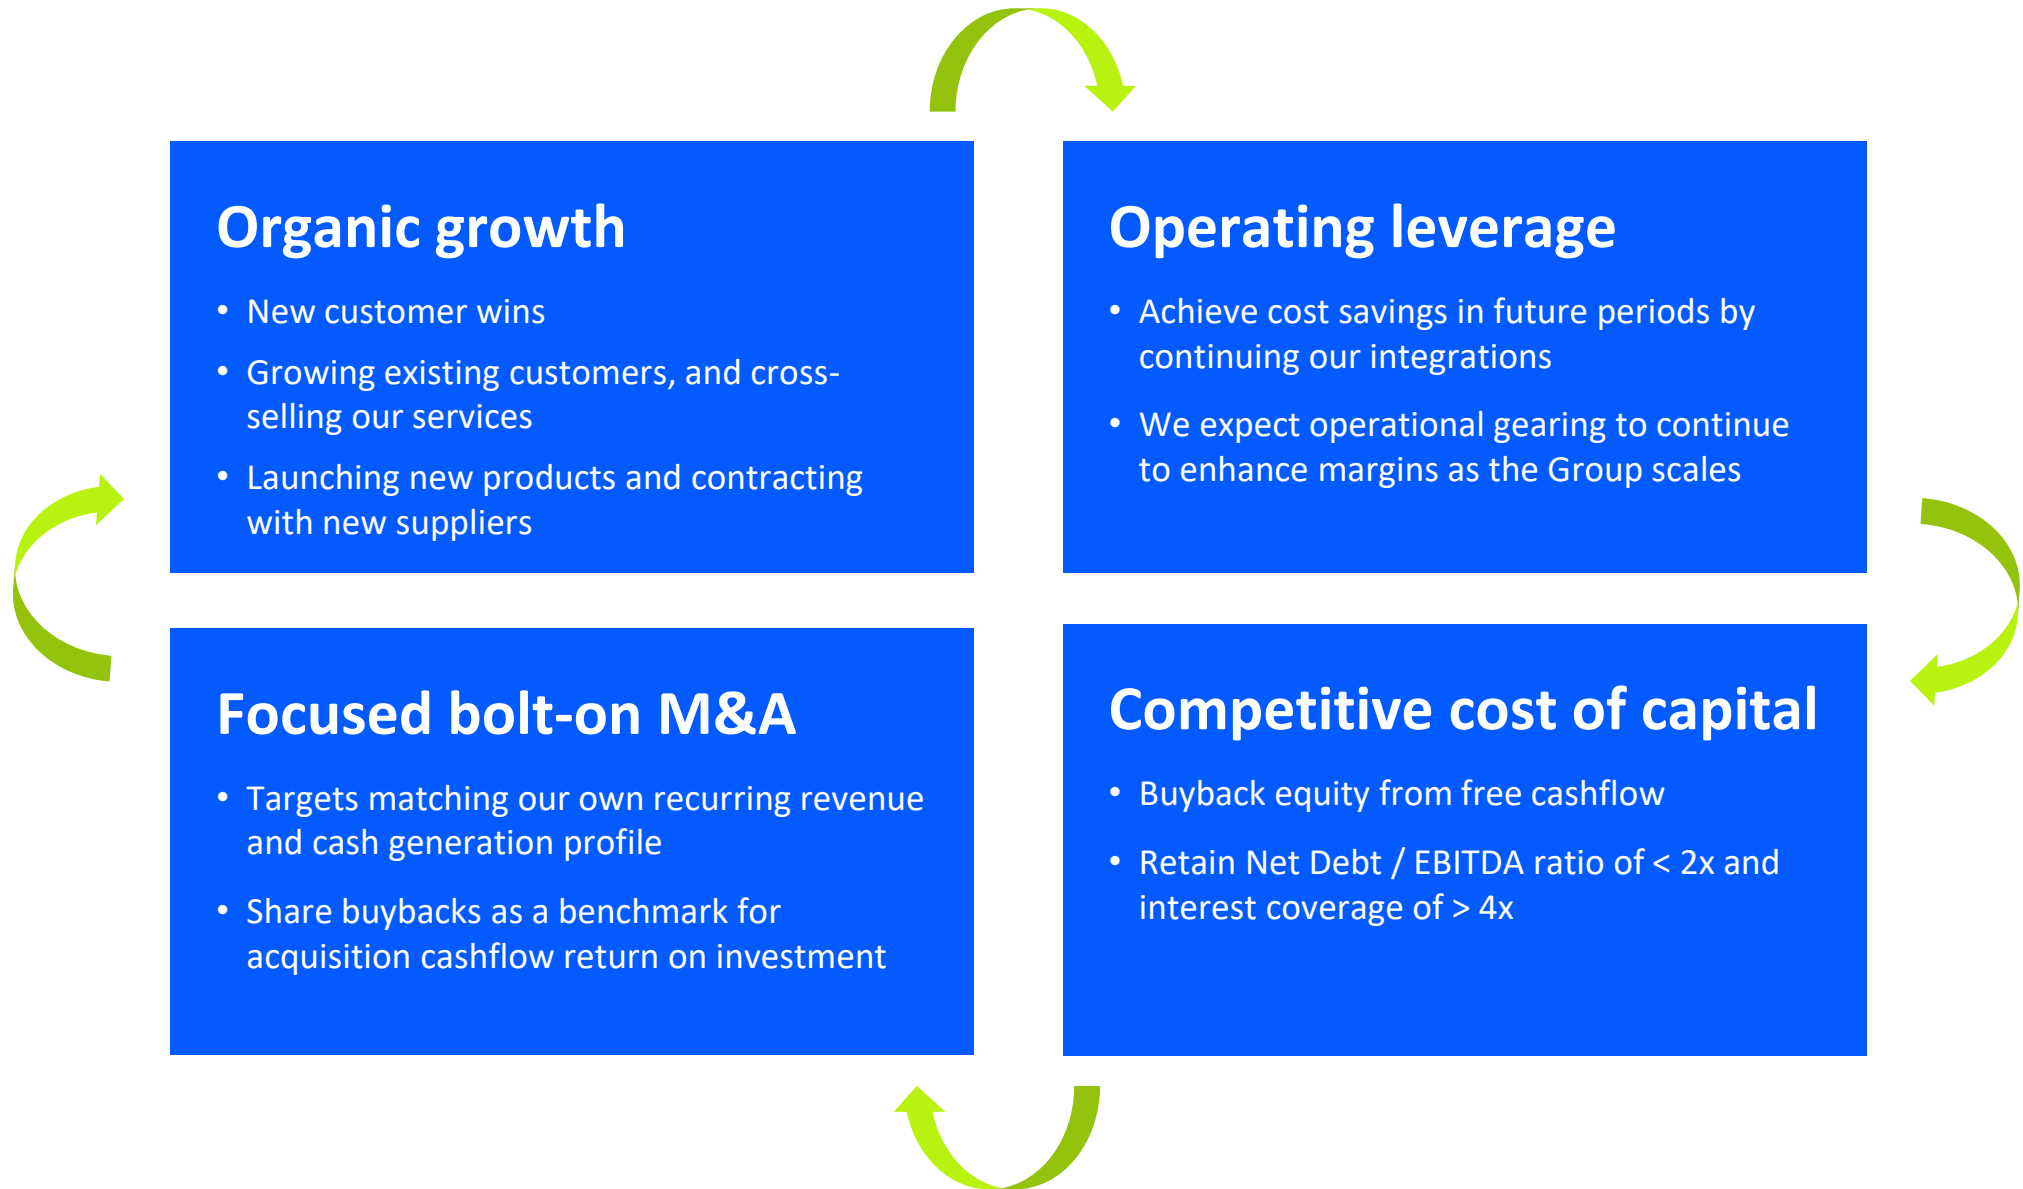 Organic growth
• New customer wins
• Growing existing customers, and cross-
selling our services
• Launching new products and contracting
with new suppliers
Operating leverage
• Achieve cost savings in future periods by
continuing our integrations
• We expect operational gearing to continue
to enhance margins as the Group scales
Focused bolt-on M&A
• Targets matching our own recurring revenue
and cash generation profile
• Share buybacks as a benchmark for
acquisition cashflow return on investment
Competitive cost of capital
• Buyback equity from free cashflow
• Retain Net Debt / EBITDA ratio of < 2x and
interest coverage of > 4x